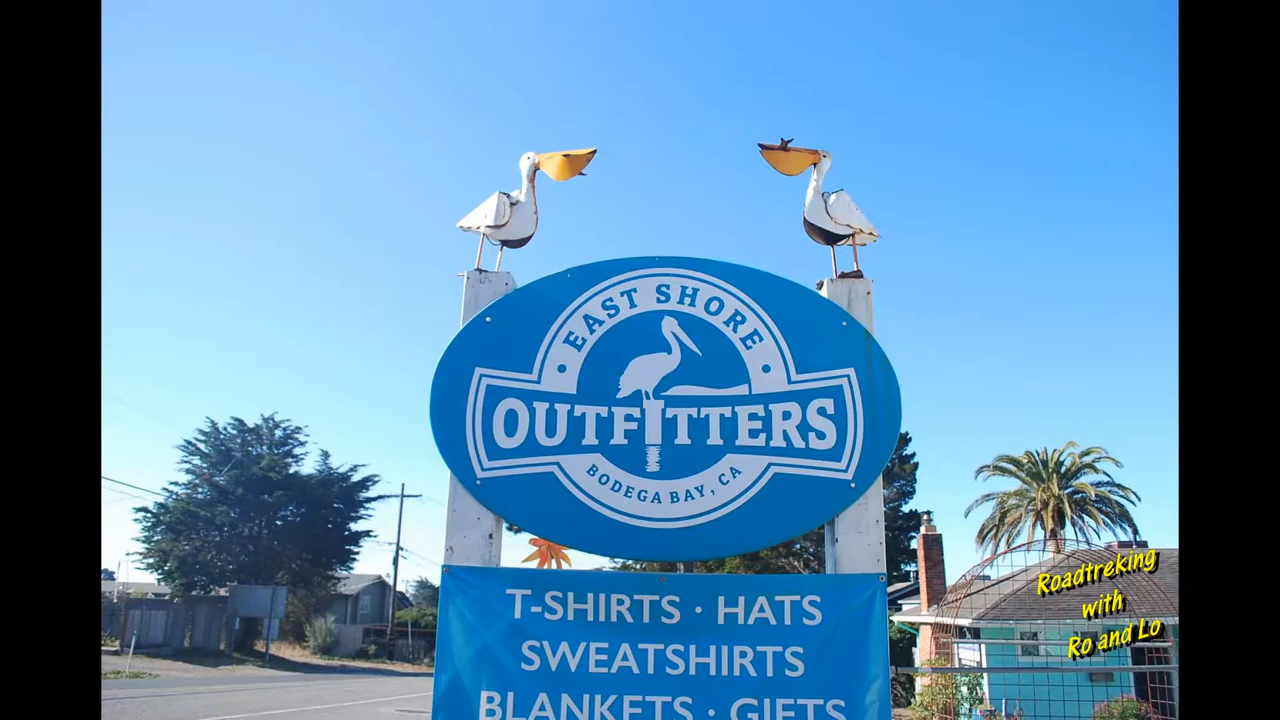 EAST SHORE
OUTFITTERS
BODEGA BAY, CA
T-SHIRTS · HATS
SWEATSHIRTS
BLANKETS · GIFTS
Roadtreking
with
Ro and Lo